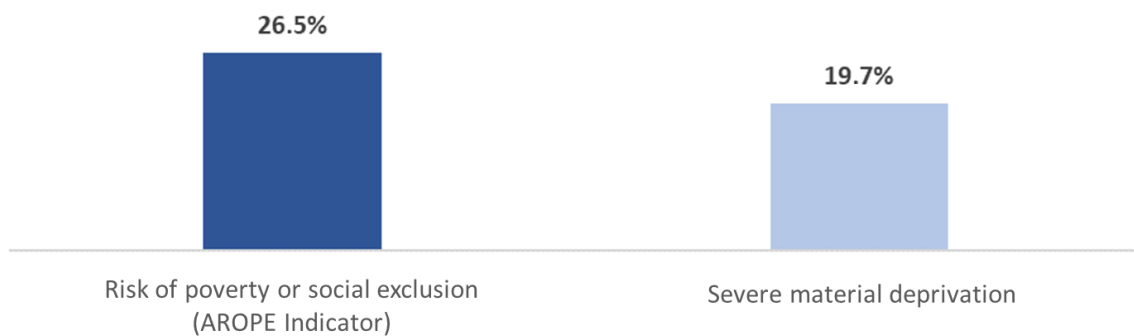 26.5%
19.7%
Risk of poverty or social exclusion
(AROPE Indicator)
Severe material deprivation